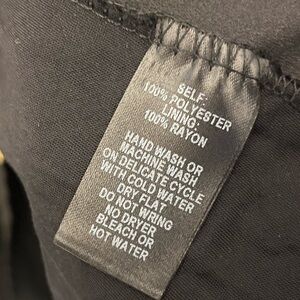 SELF:
100% POLYESTER
LINING:
100% RAYON
HAND WASH OR
MACHINE WASH
ON DELICATE CYCLE
WITH COLD WATER
DRY FLAT
DO NOT WRING
NO DRYER
BLEACH OR
HOT WATER